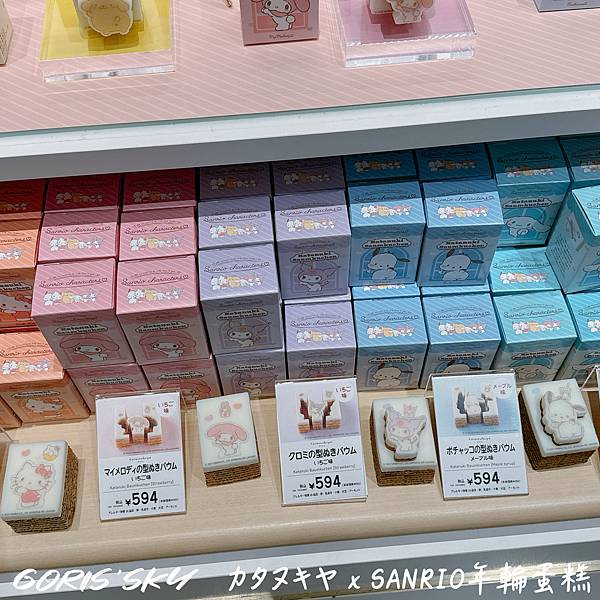 My Melody
Sanrio characters
Katanuki
baumkuchen
いちご味
マイメロディの型ぬきバウム
いちご味
Katanuki Baumkuchen (Strawberry)
税込 ¥594
いちご味
クロミの型ぬきバウム
いちご味
Katanuki Baumkuchen (Strawberry)
税込 ¥594
メープル味
ポチャッコの型ぬきバウム
メープル味
Katanuki Baumkuchen (Maple syrup)
税込 ¥594
GORIS'SKY カタヌキヤ x SANRIO年輪蛋糕